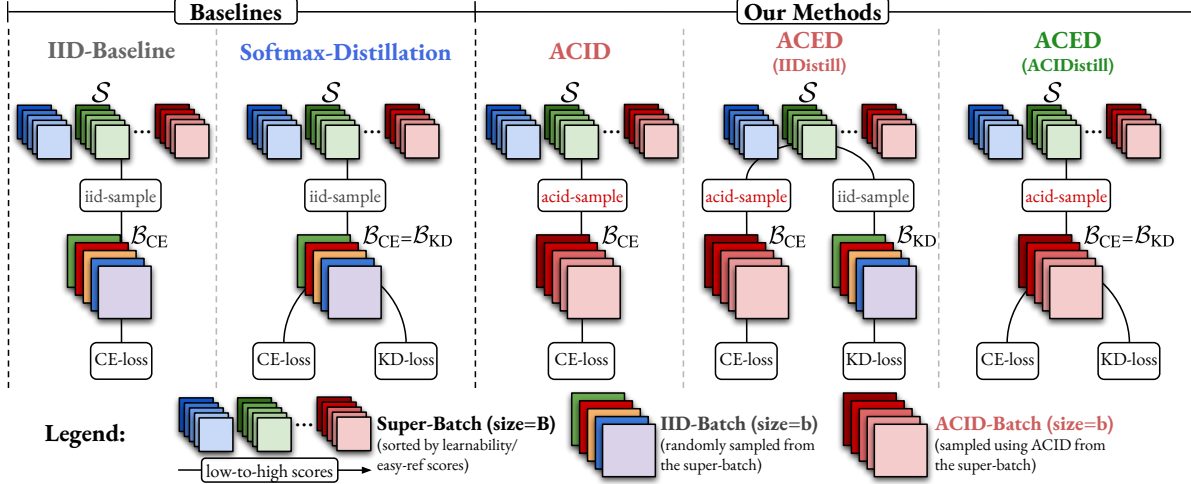 Baselines
Our Methods
IID-Baseline
Softmax-Distillation
ACID
ACED
(IIDistill)
ACED
(ACIDistill)
𝒮
𝒮
𝒮
𝒮
𝒮
...
...
...
...
...
iid-sample
iid-sample
acid-sample
acid-sample
iid-sample
acid-sample
ℬCE
ℬCE=ℬKD
ℬCE
ℬCE
ℬKD
ℬCE=ℬKD
CE-loss
CE-loss
KD-loss
CE-loss
CE-loss
KD-loss
CE-loss
KD-loss
Legend:
...
low-to-high scores
Super-Batch (size=B)
(sorted by learnability/
easy-ref scores)
IID-Batch (size=b)
(randomly sampled from
the super-batch)
ACID-Batch (size=b)
(sampled using ACID from
the super-batch)